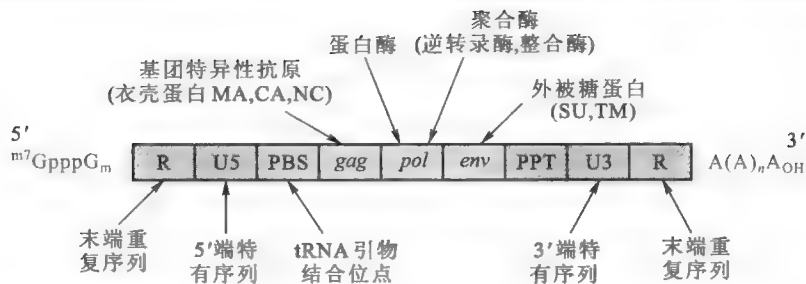 聚合酶
蛋白酶 (逆转录酶,整合酶)
基团特异性抗原
(衣壳蛋白MA,CA,NC)
外被糖蛋白
(SU,TM)
5′
3′
m7GpppGm R U5 PBS gag pol env PPT U3 R A(A)nAOH
末端重
复序列
5′端特
有序列
tRNA引物
结合位点
3′端特
有序列
末端重
复序列